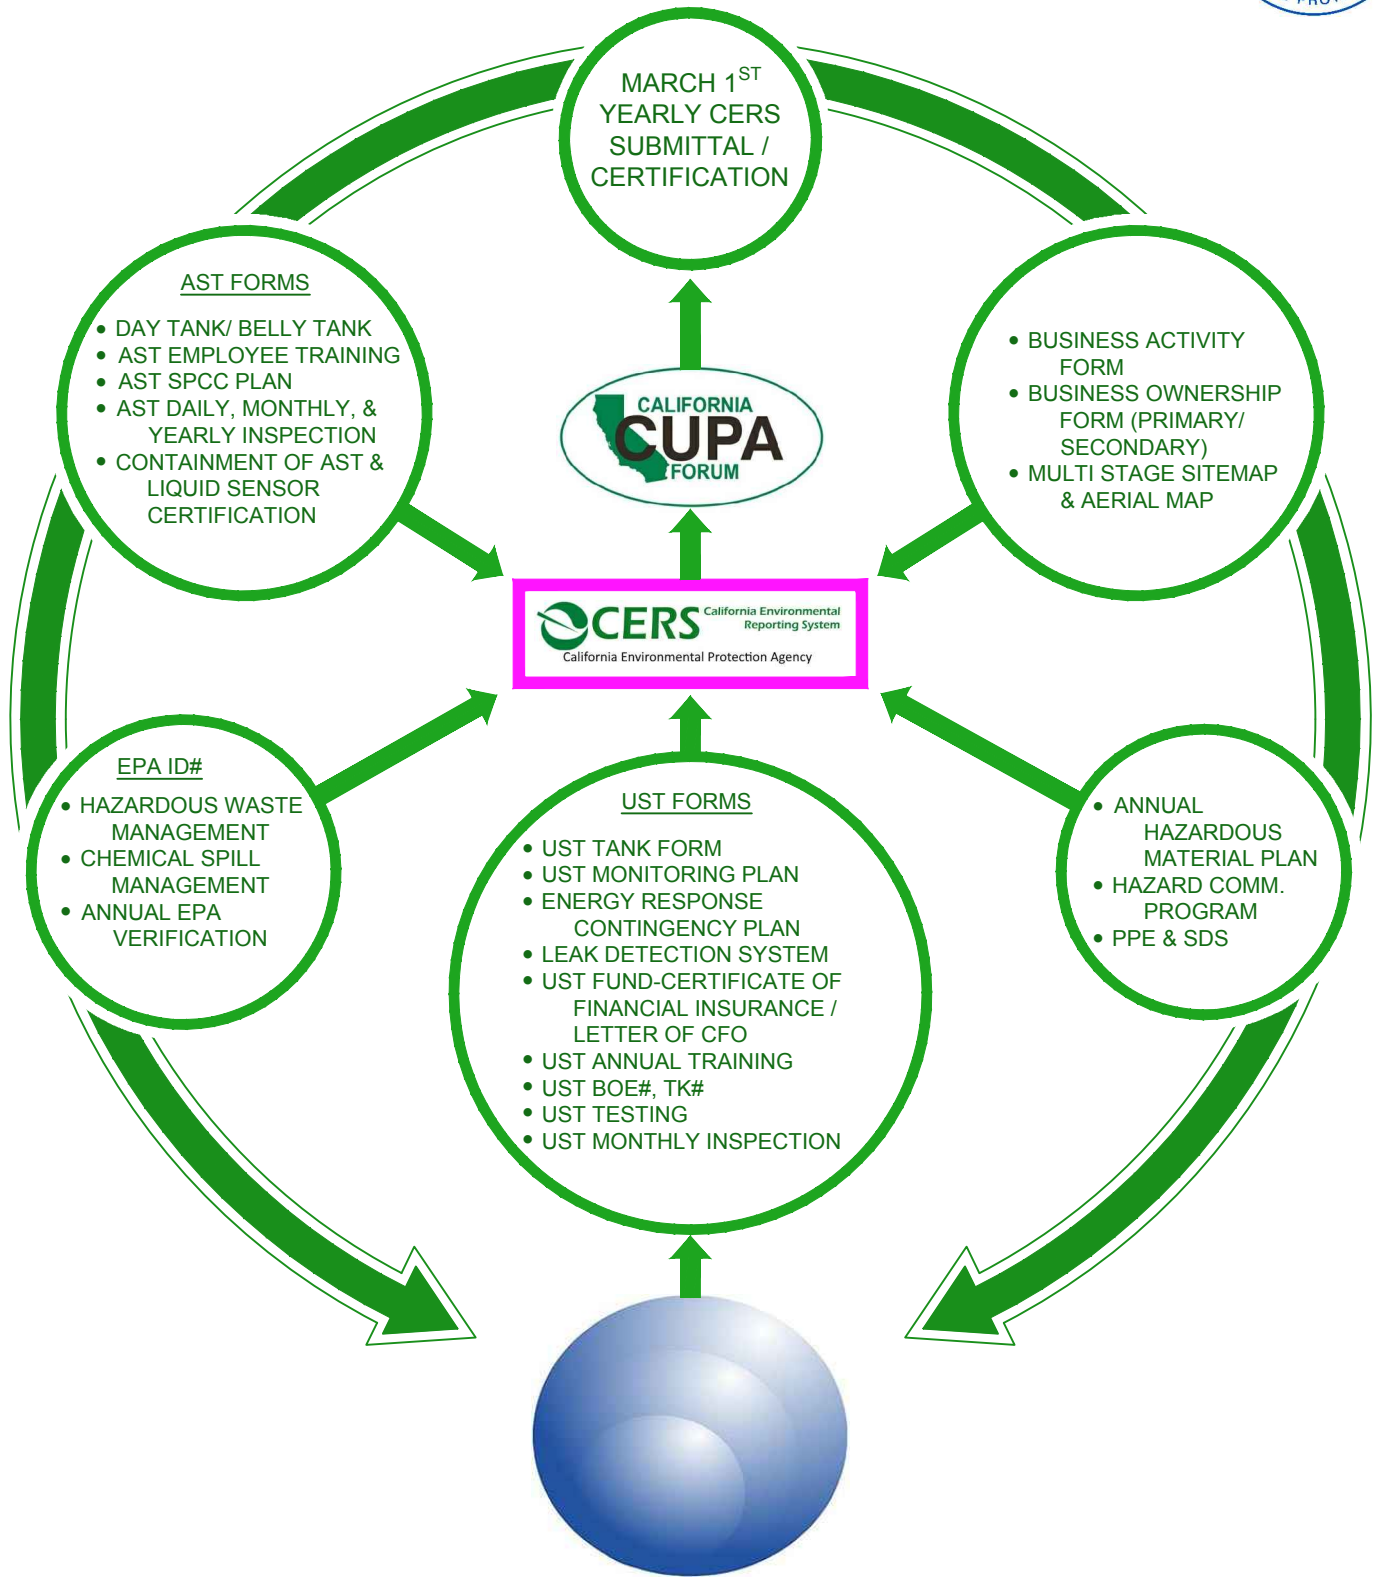 MARCH 1ST
YEARLY CERS
SUBMITTAL /
CERTIFICATION
AST FORMS
• DAY TANK/ BELLY TANK
• AST EMPLOYEE TRAINING
• AST SPCC PLAN
• AST DAILY, MONTHLY, &
YEARLY INSPECTION
• CONTAINMENT OF AST &
LIQUID SENSOR
CERTIFICATION
CALIFORNIA
CUPA
FORUM
• BUSINESS ACTIVITY
FORM
• BUSINESS OWNERSHIP
FORM (PRIMARY/
SECONDARY)
• MULTI STAGE SITEMAP
& AERIAL MAP
CERS California Environmental
Reporting System
California Environmental Protection Agency
EPA ID#
• HAZARDOUS WASTE
MANAGEMENT
• CHEMICAL SPILL
MANAGEMENT
• ANNUAL EPA
VERIFICATION
UST FORMS
• UST TANK FORM
• UST MONITORING PLAN
• ENERGY RESPONSE
CONTINGENCY PLAN
• LEAK DETECTION SYSTEM
• UST FUND-CERTIFICATE OF
FINANCIAL INSURANCE /
LETTER OF CFO
• UST ANNUAL TRAINING
• UST BOE#, TK#
• UST TESTING
• UST MONTHLY INSPECTION
• ANNUAL
HAZARDOUS
MATERIAL PLAN
• HAZARD COMM.
PROGRAM
• PPE & SDS